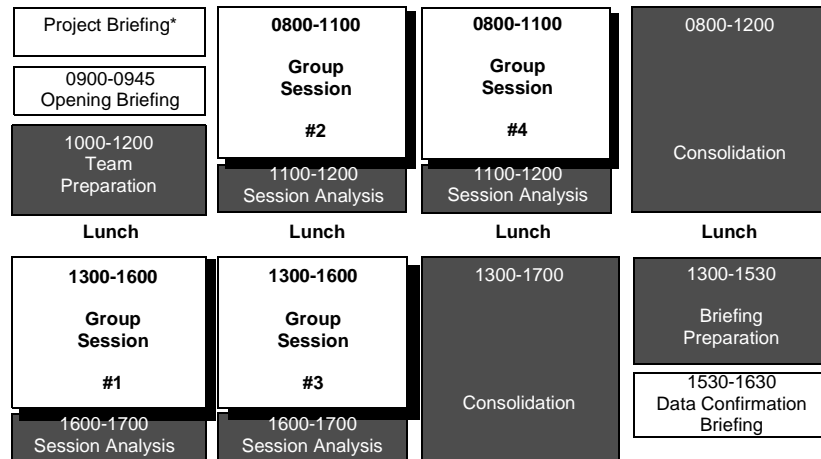 Project Briefing*
0900-0945
Opening Briefing
1000-1200
Team
Preparation
Lunch
1300-1600
Group
Session
#1
1600-1700
Session Analysis
0800-1100
Group
Session
#2
1100-1200
Session Analysis
Lunch
1300-1600
Group
Session
#3
1600-1700
Session Analysis
0800-1100
Group
Session
#4
1100-1200
Session Analysis
Lunch
1300-1700
Consolidation
0800-1200
Consolidation
Lunch
1300-1530
Briefing
Preparation
1530-1630
Data Confirmation
Briefing